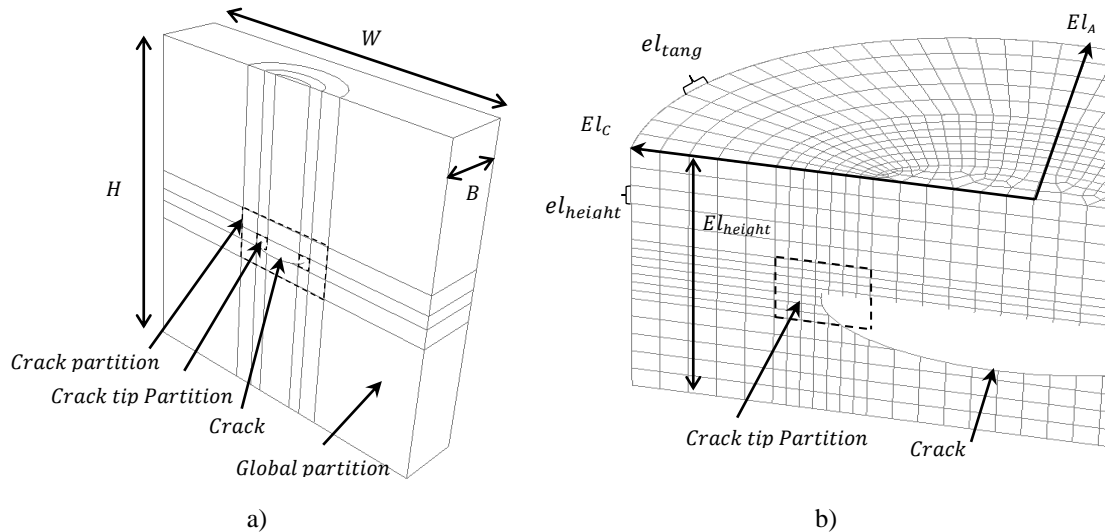 W
H
B
Crack partition
Crack tip Partition
Crack
Global partition
a)
El_A
el_tang
El_C
el_height
El_height
Crack tip Partition
Crack
b)